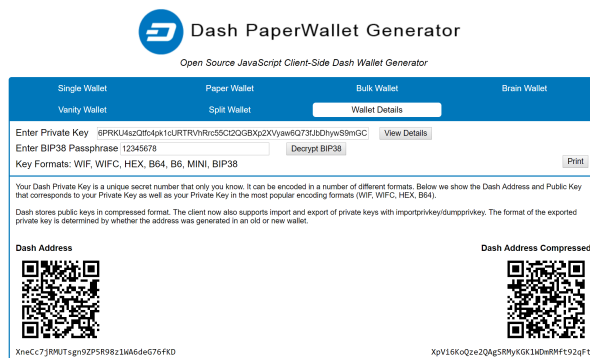 Dash PaperWallet Generator
Open Source JavaScript Client-Side Dash Wallet Generator
Single Wallet Paper Wallet Bulk Wallet Brain Wallet
Vanity Wallet Split Wallet Wallet Details
Enter Private Key 6PRKU4szQtfc4pk1cURTRVhRrc55Ct2QGBXp2XVyaw6Q73fJbDhywS9mGC View Details
Enter BIP38 Passphrase 12345678 Decrypt BIP38
Key Formats: WIF, WIFC, HEX, B64, B6, MINI, BIP38
Print
Your Dash Private Key is a unique secret number that only you know. It can be encoded in a number of different formats. Below we show the Dash Address and Public Key
that corresponds to your Private Key as well as your Private Key in the most popular encoding formats (WIF, WIFC, HEX, B64).
Dash stores public keys in compressed format. The client now also supports import and export of private keys with importprivkey/dumpprivkey. The format of the exported
private key is determined by whether the address was generated in an old or new wallet.
Dash Address Dash Address Compressed
XneCc7jRMUTsgn9ZP5R98z1WA6deG76fKD XpVi6KoQze2QAgSRMyKGK1WDmRMft92qFt